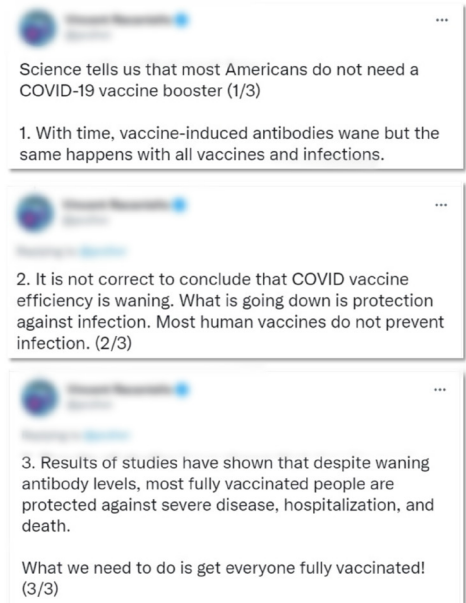 Science tells us that most Americans do not need a
COVID-19 vaccine booster (1/3)
1. With time, vaccine-induced antibodies wane but the
same happens with all vaccines and infections.
2. It is not correct to conclude that COVID vaccine
efficiency is waning. What is going down is protection
against infection. Most human vaccines do not prevent
infection. (2/3)
3. Results of studies have shown that despite waning
antibody levels, most fully vaccinated people are
protected against severe disease, hospitalization, and
death.
What we need to do is get everyone fully vaccinated!
(3/3)